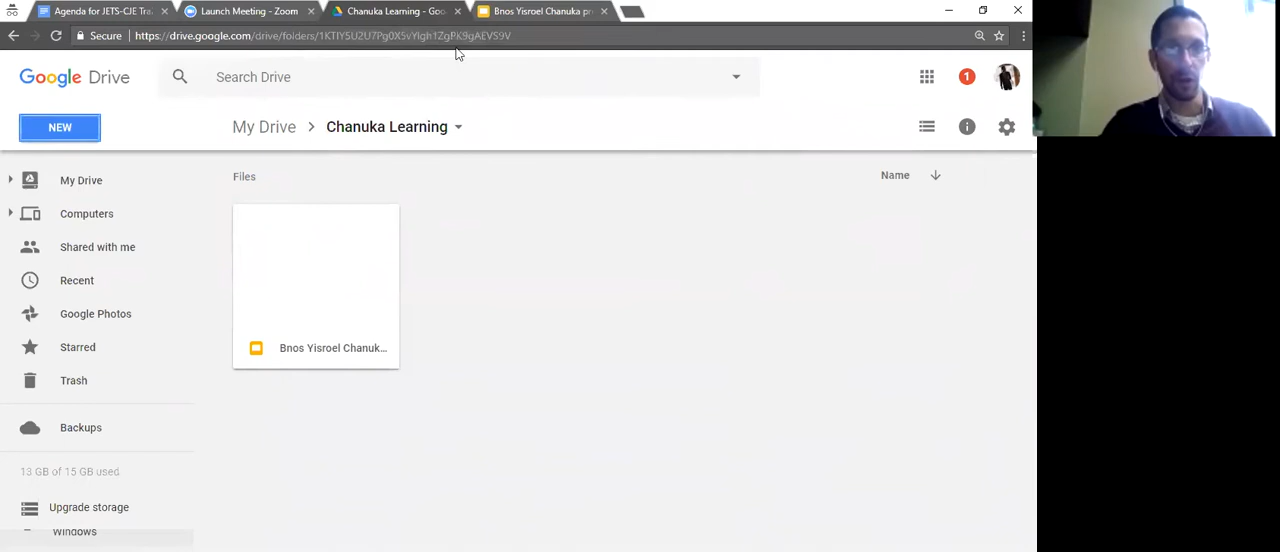 Agenda for JETS-CJE Tra
Launch Meeting - Zoom
Chanuka Learning - Goo
Bnos Yisroel Chanuka pr
Secure
https://drive.google.com/drive/folders/1KTIY5U2U7Pg0X5vYlgh1ZgPK9gAEVS9V
Google Drive
Search Drive
1
NEW
My Drive > Chanuka Learning
My Drive
Computers
Shared with me
Recent
Google Photos
Starred
Trash
Backups
13 GB of 15 GB used
Upgrade storage
Windows
Files
Name
Bnos Yisroel Chanuk...